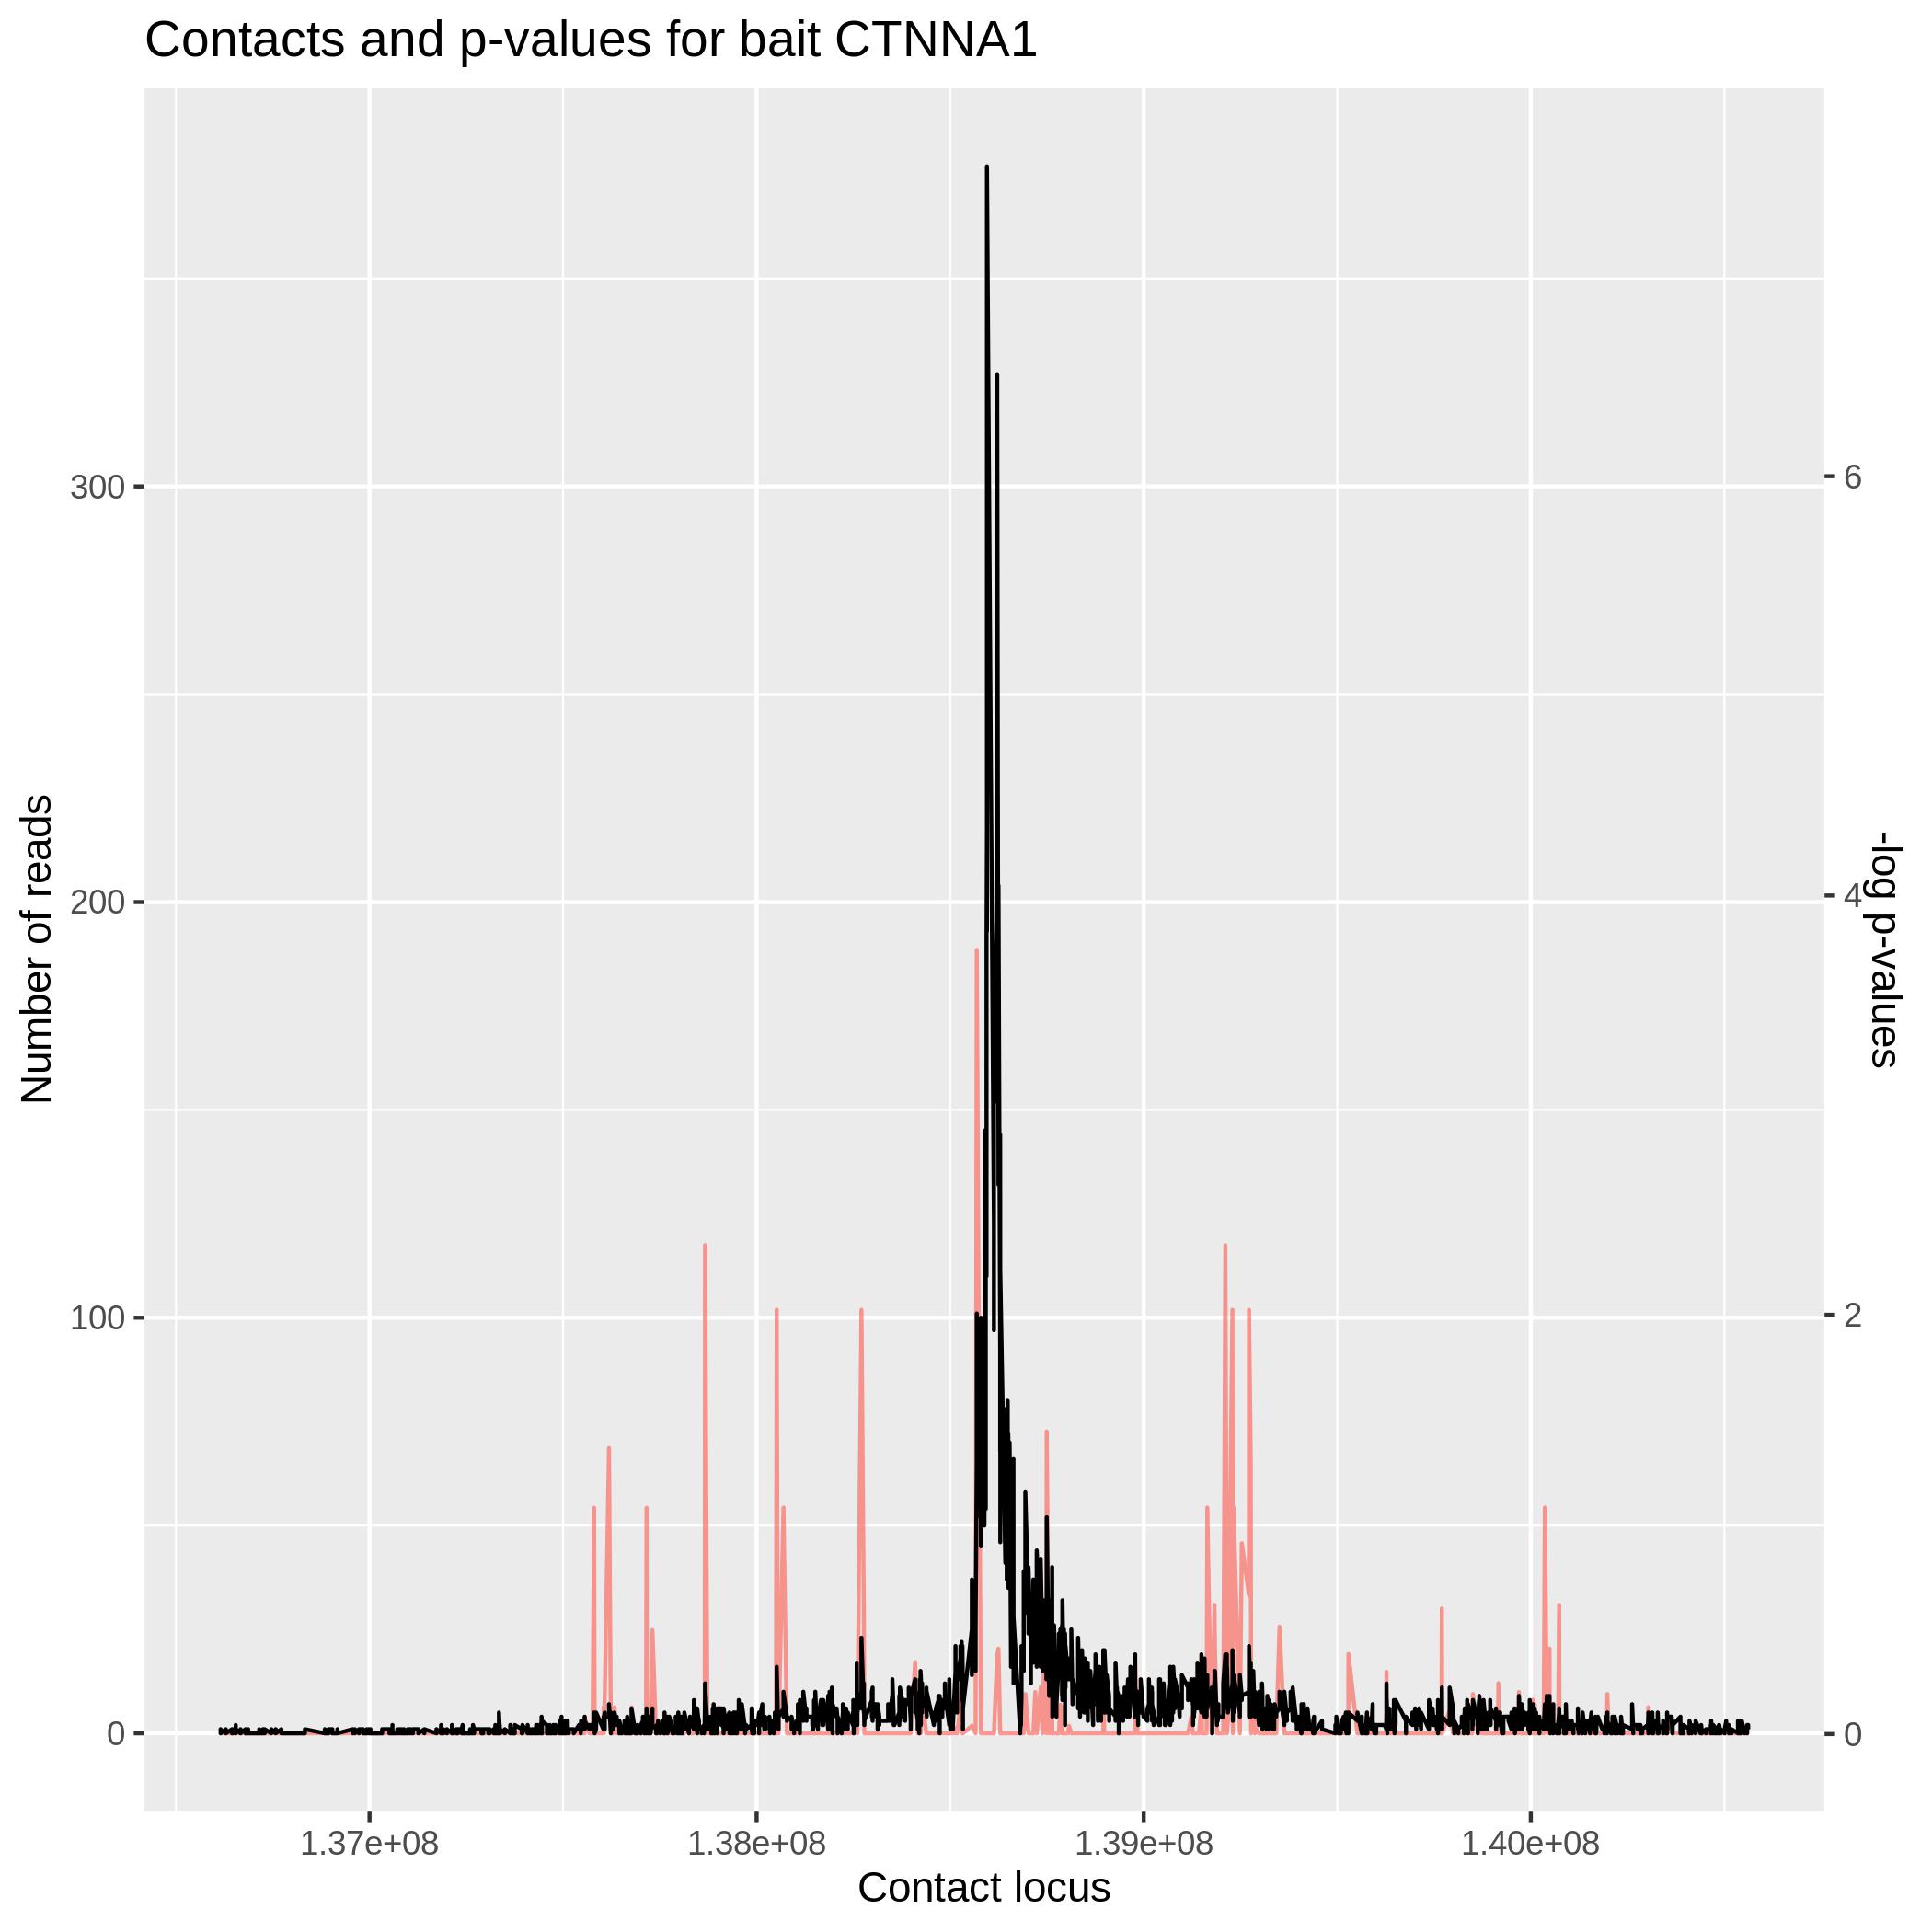 Contacts and p-values for bait CTNNA1
300
200
100
0
Number of reads
6
4
2
0
-log p-values
1.37e+08
1.38e+08
1.39e+08
1.40e+08
Contact locus